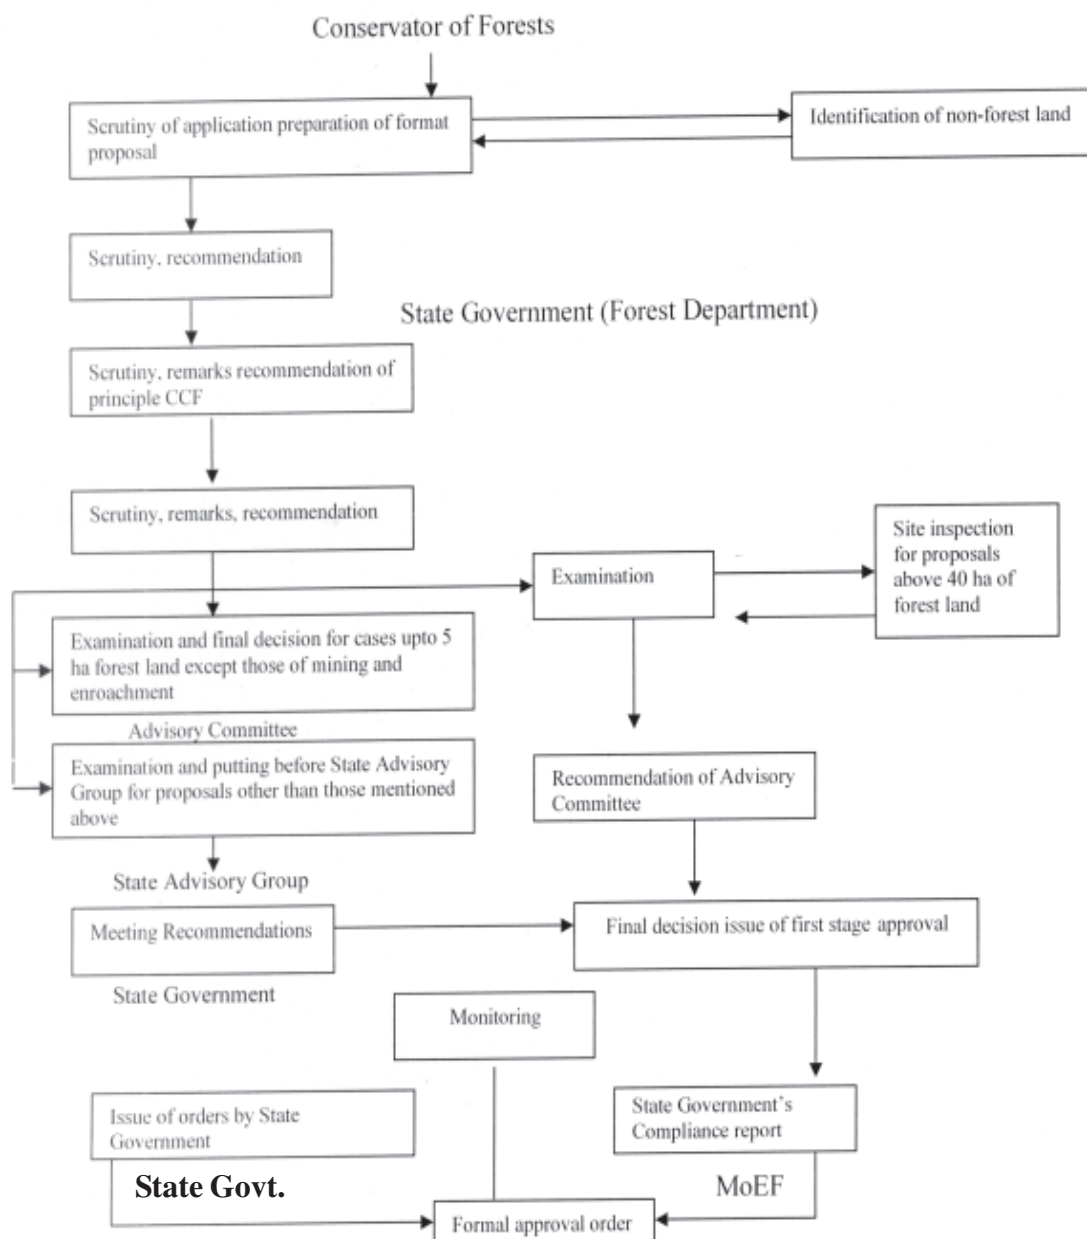 Conservator of Forests
Scrutiny of application preparation of format
proposal
Identification of non-forest land
Scrutiny, recommendation
State Government (Forest Department)
Scrutiny, remarks recommendation of
principle CCF
Scrutiny, remarks, recommendation
Examination
Site inspection
for proposals
above 40 ha of
forest land
Examination and final decision for cases upto 5
ha forest land except those of mining and
enroachment
Advisory Committee
Examination and putting before State Advisory
Group for proposals other than those mentioned
above
Recommendation of Advisory
Committee
State Advisory Group
Meeting Recommendations
Final decision issue of first stage approval
State Government
Monitoring
Issue of orders by State
Government
State Government's
Compliance report
State Govt.
MoEF
Formal approval order